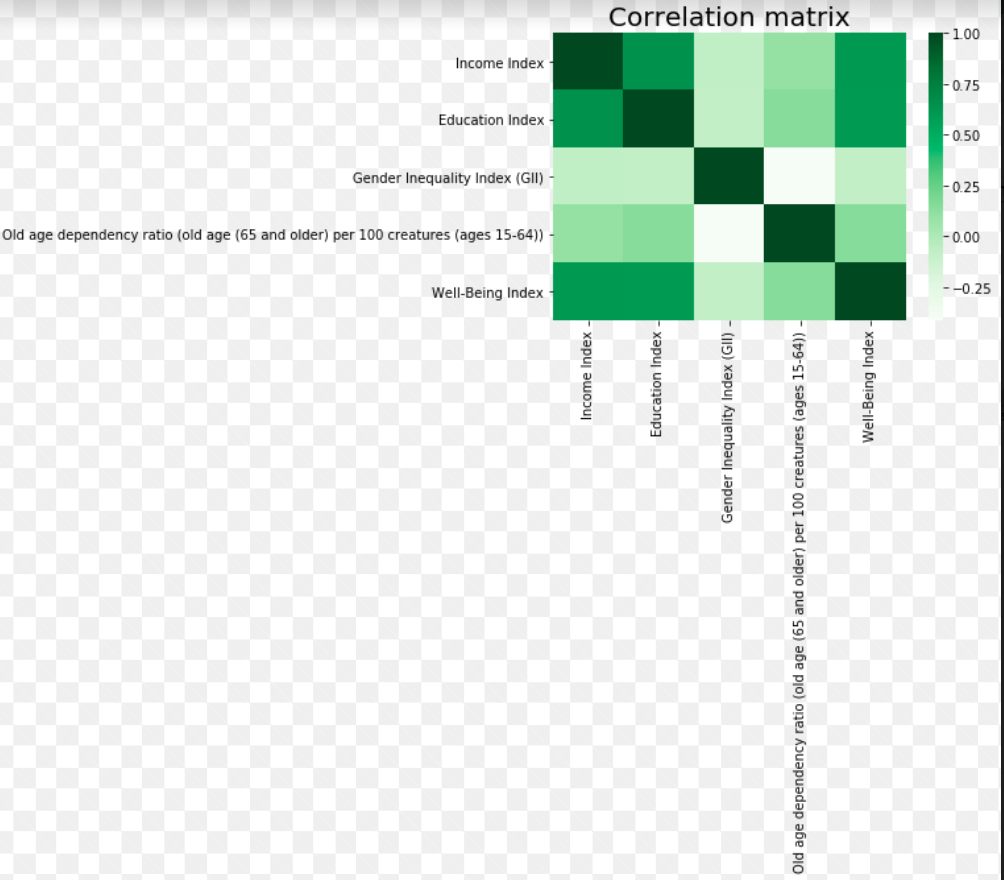 Correlation matrix
Income Index
Education Index
Gender Inequality Index (GII)
Old age dependency ratio (old age (65 and older) per 100 creatures (ages 15-64))
Well-Being Index
1.00
0.75
0.50
0.25
0.00
−0.25
Income Index
Education Index
Gender Inequality Index (GII)
Old age dependency ratio (old age (65 and older) per 100 creatures (ages 15-64))
Well-Being Index